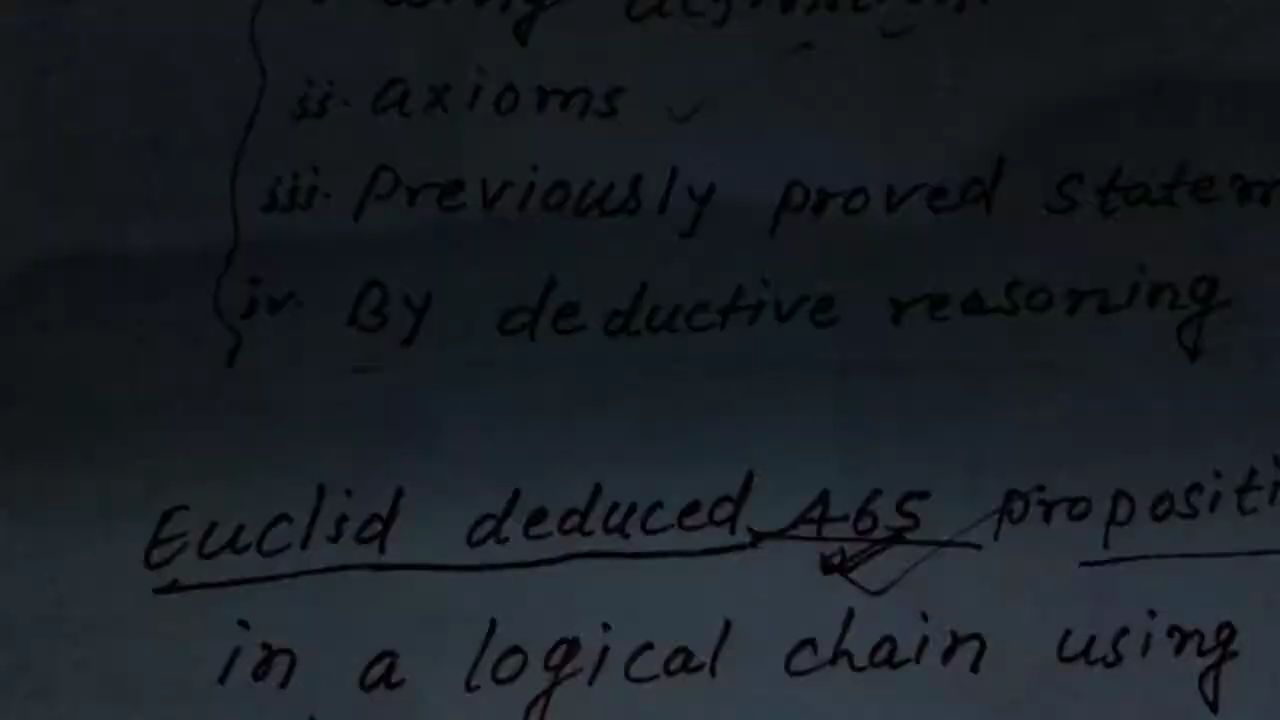 ii. axioms
iii. Previously proved statem
iv. By deductive reasoning
Euclid deduced 465 propositi
in a logical chain using